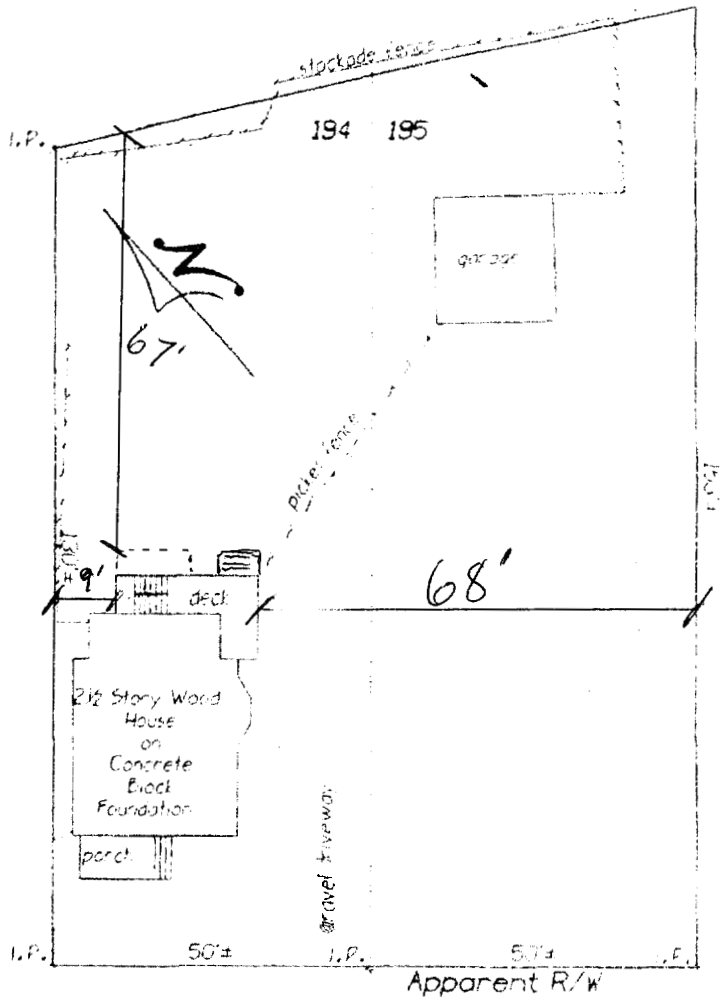 stockade fence
I.P.
194 195
garage
N
67'
picket fence
9'
deck
68'
2½ Story Wood
House
on
Concrete
Block
Foundation
porch
gravel driveway
I.P. 50'± I.P. 50'± I.P.
Apparent R/W